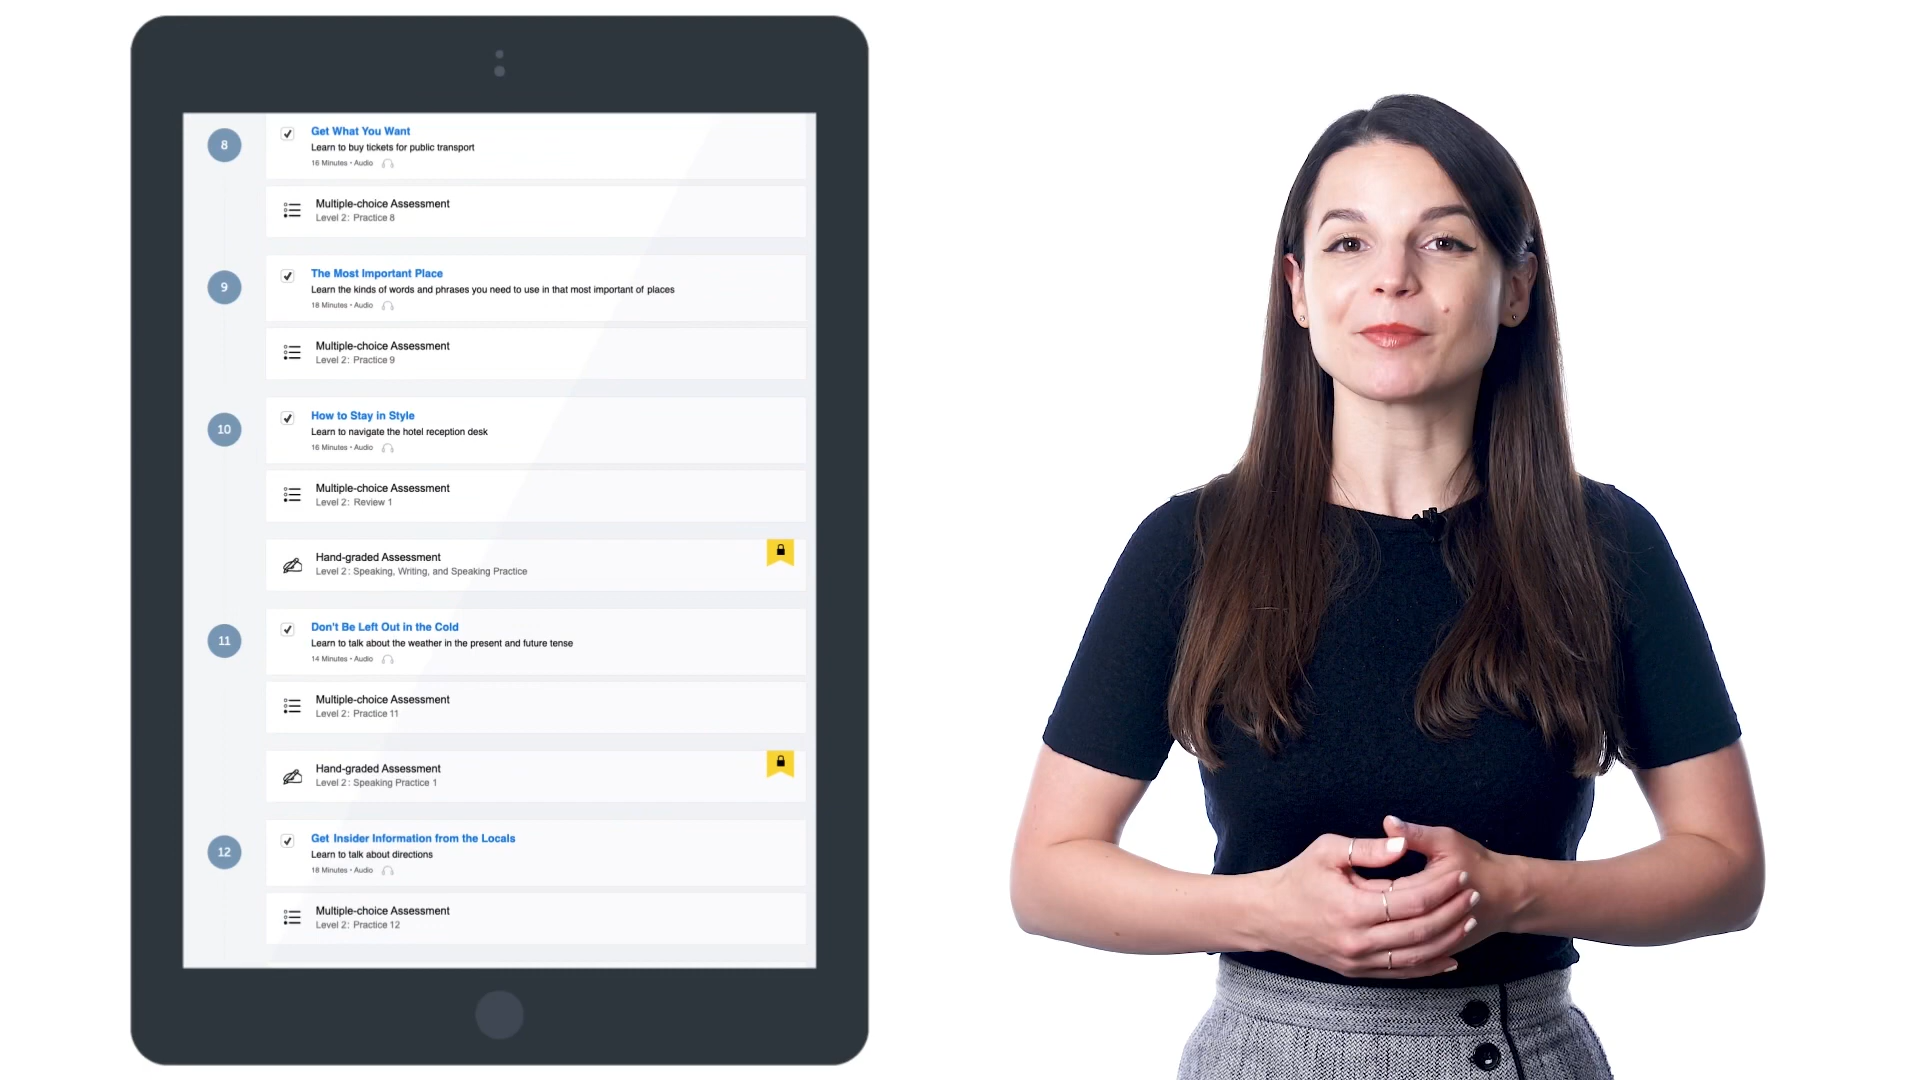 8
Get What You Want
Learn to buy tickets for public transport
16 Minutes • Audio
Multiple-choice Assessment
Level 2: Practice 8
9
The Most Important Place
Learn the kinds of words and phrases you need to use in that most important of places
18 Minutes • Audio
Multiple-choice Assessment
Level 2: Practice 9
10
How to Stay in Style
Learn to navigate the hotel reception desk
16 Minutes • Audio
Multiple-choice Assessment
Level 2: Review 1
Hand-graded Assessment
Level 2: Speaking, Writing, and Speaking Practice
11
Don't Be Left Out in the Cold
Learn to talk about the weather in the present and future tense
14 Minutes • Audio
Multiple-choice Assessment
Level 2: Practice 11
Hand-graded Assessment
Level 2: Speaking Practice 1
12
Get Insider Information from the Locals
Learn to talk about directions
18 Minutes • Audio
Multiple-choice Assessment
Level 2: Practice 12